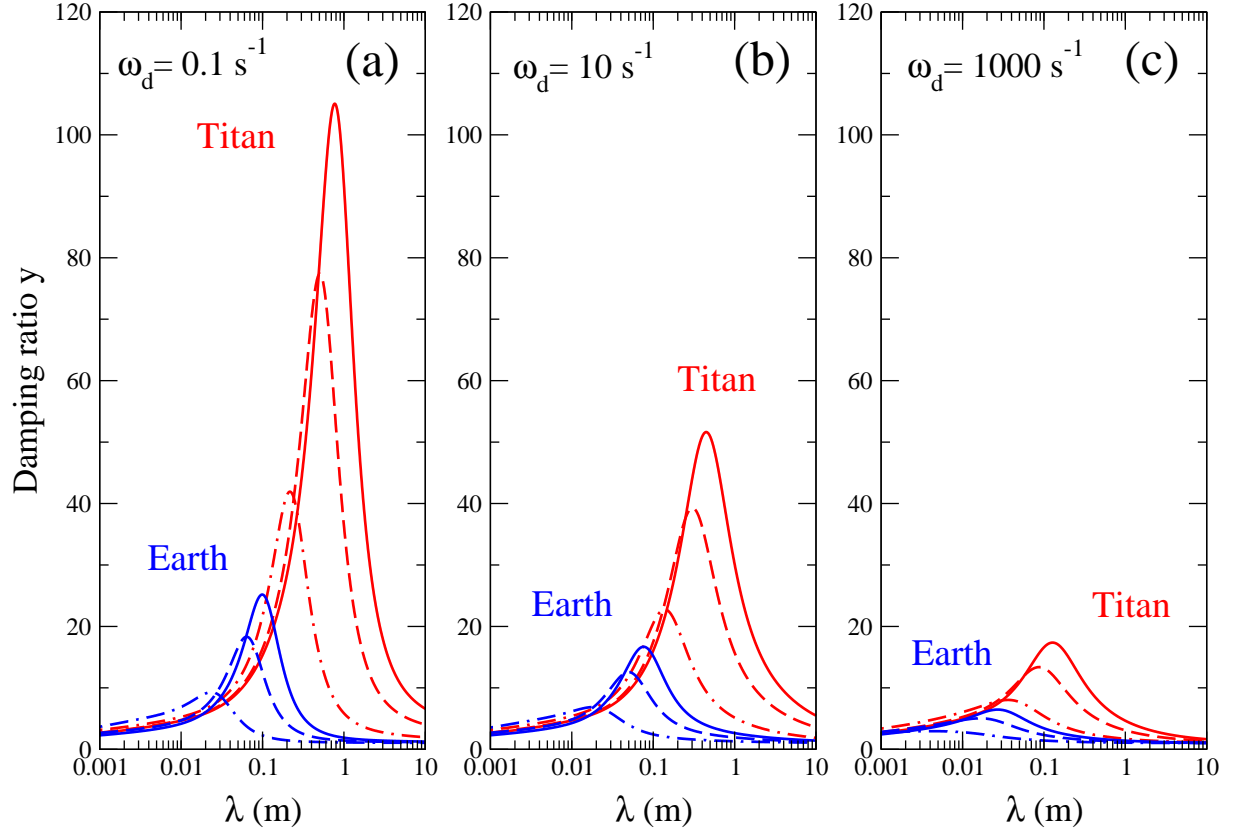 120
100
80
60
40
20
0
Damping ratio y
ω_d = 0.1 s⁻¹
(a)
Titan
Earth
0.001 0.01 0.1 1 10
λ (m)
120
100
80
60
40
20
0
ω_d = 10 s⁻¹
(b)
Titan
Earth
0.001 0.01 0.1 1 10
λ (m)
120
100
80
60
40
20
0
ω_d = 1000 s⁻¹
(c)
Titan
Earth
0.001 0.01 0.1 1 10
λ (m)